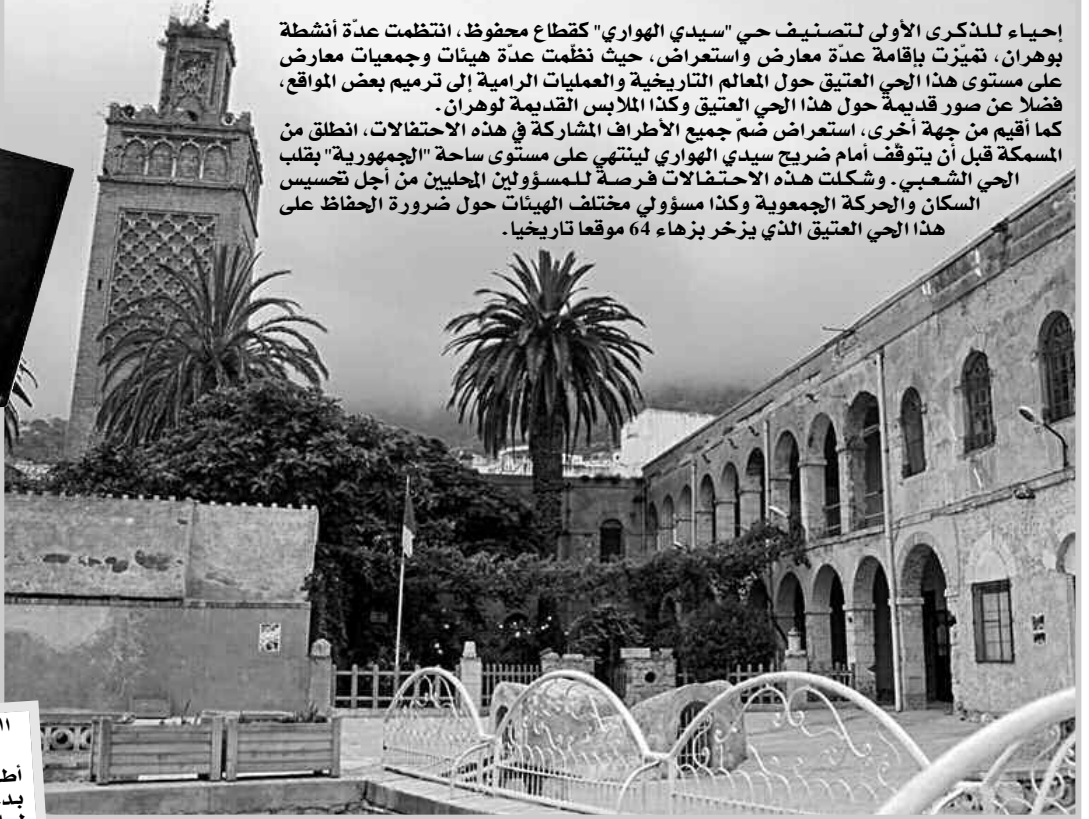 إحياء للذكرى الأولى لتصنيف حي "سيدي الهواري" كقطاع محفوظ، انتظمت عدّة أنشطة
بوهران، تميّزت بإقامة عدّة معارض واستعراض، حيث نظّمت عدّة هيئات وجمعيات معارض
على مستوى هذا الحي العتيق حول المعالم التاريخية والعمليات الرامية إلى ترميم بعض المواقع،
فضلا عن صور قديمة حول هذا الحي العتيق وكذا الملابس القديمة لوهران.
كما أقيم من جهة أخرى، استعراض ضمّ جميع الأطراف المشاركة في هذه الاحتفالات، انطلق من
المسمكة قبل أن يتوقّف أمام ضريح سيدي الهواري لينتهي على مستوى ساحة "الجمهورية" بقلب
الحي الشعبي. وشكلت هذه الاحتفالات فرصة للمسؤولين المحليين من أجل تحسيس
السكان والحركة الجمعوية وكذا مسؤولي مختلف الهيئات حول ضرورة الحفاظ على
هذا الحي العتيق الذي يزخر بزهاء 64 موقعا تاريخيا.